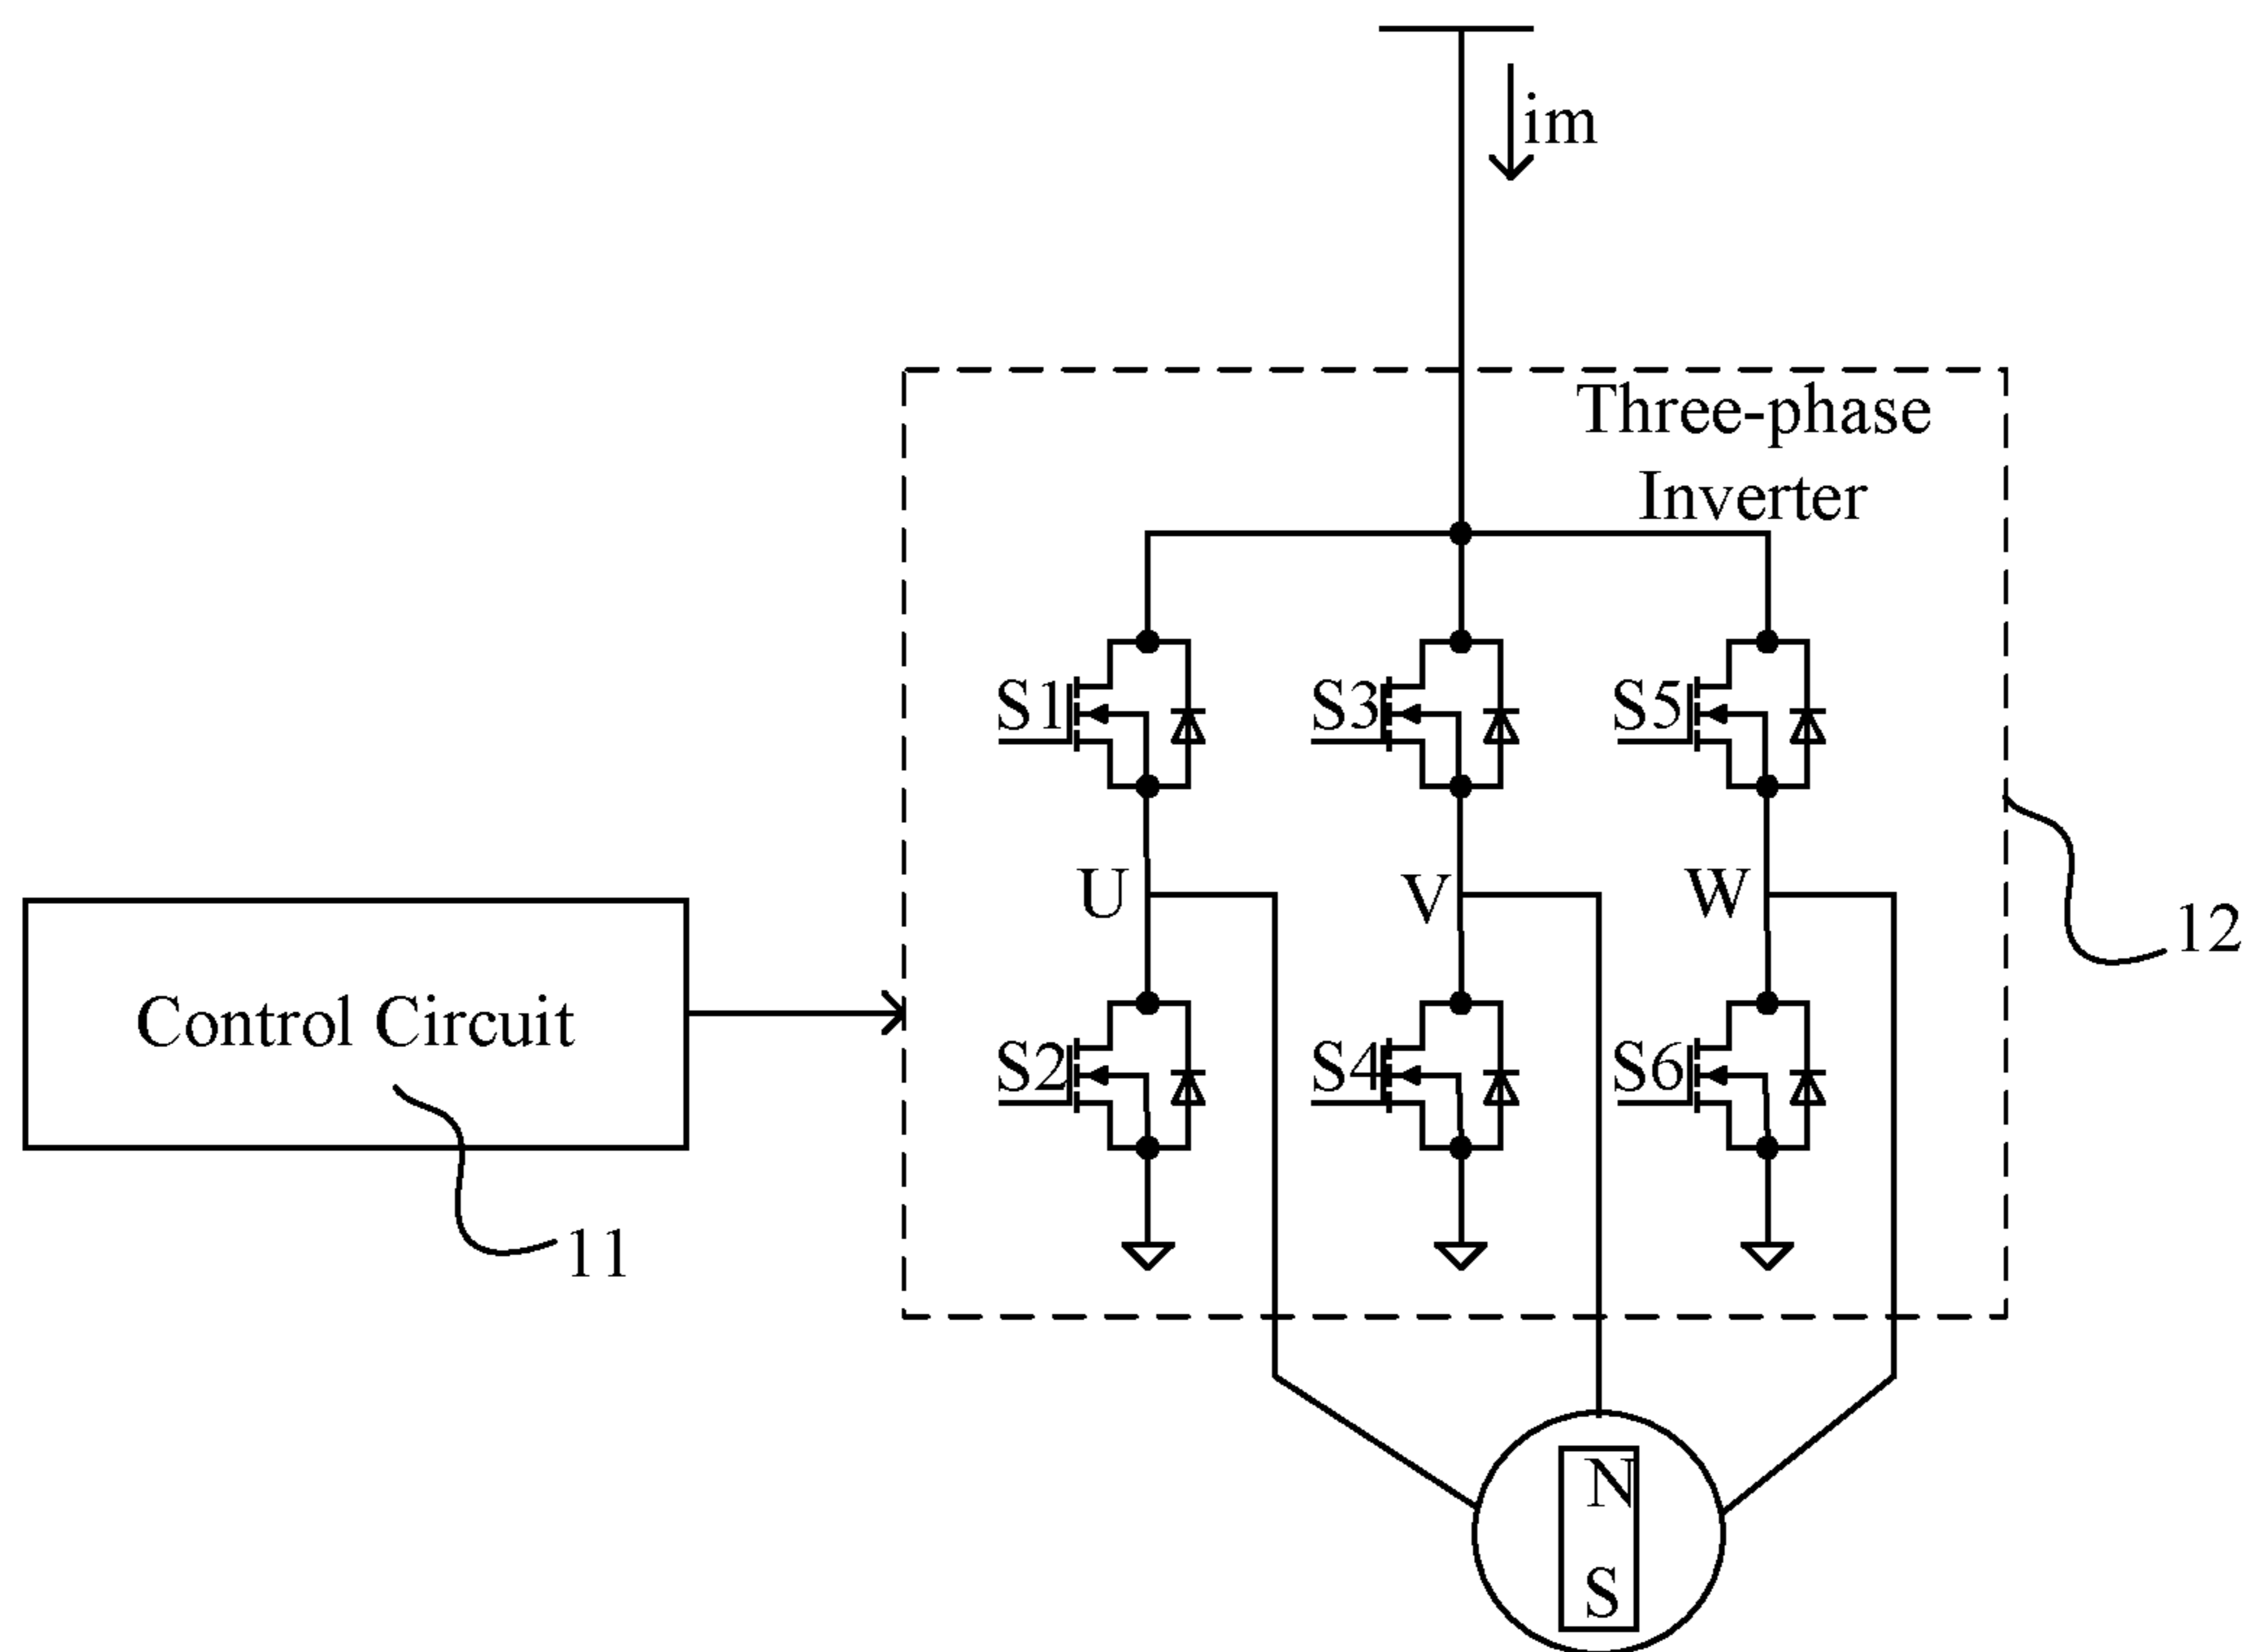 im
Three-phase
Inverter
S1
S3
S5
U
V
W
12
Control Circuit
S2
S4
S6
11
N
S